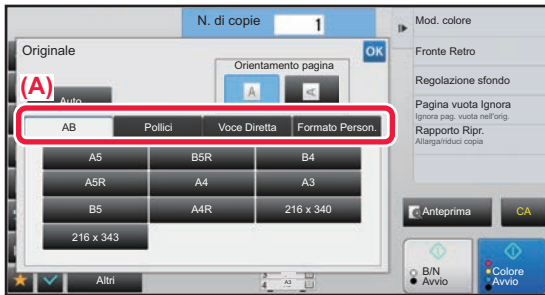 N. di copie
1
Mod. colore
Originale
OK
Fronte Retro
Orientamento pagina
Regolazione sfondo
(A)
Auto
A
A
Pagina vuota Ignora
Ignora pag. vuota nell'orig.
AB
Pollici
Voce Diretta
Formato Person.
Rapporto Ripr.
Allarga/riduci copia
A5
B5R
B4
A5R
A4
A3
B5
A4R
216 x 340
Anteprima
CA
216 x 343
Altri
A3
4
B/N
Avvio
Colore
Avvio